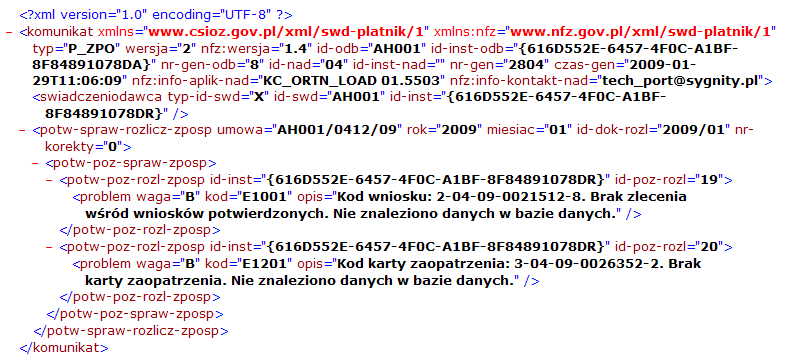 <?xml version="1.0" encoding="UTF-8" ?>
- <komunikat xmlns="www.csioz.gov.pl/xml/swd-platnik/1" xmlns:nfz="www.nfz.gov.pl/xml/swd-platnik/1"
typ="P_ZPO" wersja="2" nfz:wersja="1.4" id-odb="AH001" id-inst-odb="{616D552E-6457-4F0C-A1BF-
8F84891078DA}" nr-gen-odb="8" id-nad="04" id-inst-nad="" nr-gen="2804" czas-gen="2009-01-
29T11:06:09" nfz:info-aplik-nad="KC_ORTN_LOAD 01.5503" nfz:info-kontakt-nad="tech_port@sygnity.pl">
<swiadczeniodawca typ-id-swd="X" id-swd="AH001" id-inst="{616D552E-6457-4F0C-A1BF-
8F84891078DR}" />
- <potw-spraw-rozlicz-zposp umowa="AH001/0412/09" rok="2009" miesiac="01" id-dok-rozl="2009/01" nr-
korekty="0">
- <potw-poz-spraw-zposp>
- <potw-poz-rozl-zposp id-inst="{616D552E-6457-4F0C-A1BF-8F84891078DR}" id-poz-rozl="19">
<problem waga="B" kod="E1001" opis="Kod wniosku: 2-04-09-0021512-8. Brak zlecenia
wśród wniosków potwierdzonych. Nie znaleziono danych w bazie danych." />
</potw-poz-rozl-zposp>
- <potw-poz-rozl-zposp id-inst="{616D552E-6457-4F0C-A1BF-8F84891078DR}" id-poz-rozl="20">
<problem waga="B" kod="E1201" opis="Kod karty zaopatrzenia: 3-04-09-0026352-2. Brak
karty zaopatrzenia. Nie znaleziono danych w bazie danych." />
</potw-poz-rozl-zposp>
</potw-poz-spraw-zposp>
</potw-spraw-rozlicz-zposp>
</komunikat>